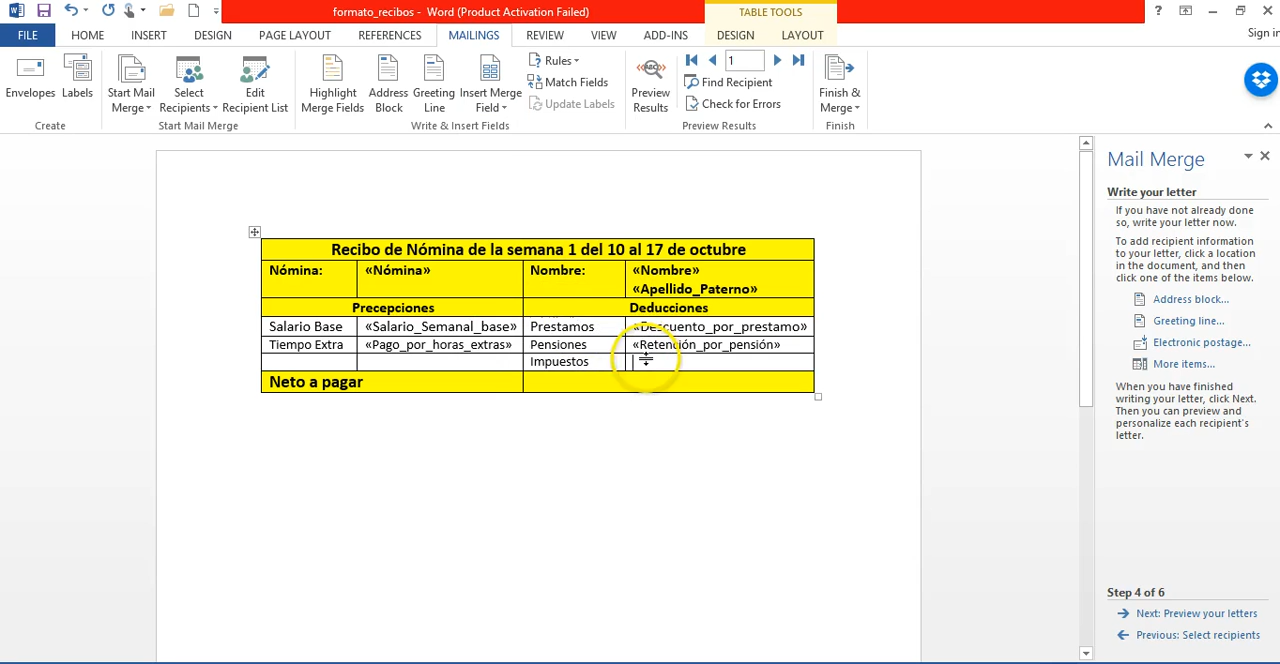 formato_recibos - Word (Product Activation Failed)
TABLE TOOLS
?
FILE
HOME
INSERT
DESIGN
PAGE LAYOUT
REFERENCES
MAILINGS
REVIEW
VIEW
ADD-INS
DESIGN
LAYOUT
Sign in
Envelopes
Labels
Create
Start Mail
Merge
Select
Recipients
Edit
Recipient List
Start Mail Merge
Highlight
Merge Fields
Address
Block
Greeting
Line
Insert Merge
Field
Rules
Match Fields
Update Labels
Write & Insert Fields
ABC
Preview
Results
1
Find Recipient
Check for Errors
Preview Results
Finish &
Merge
Finish
Recibo de Nómina de la semana 1 del 10 al 17 de octubre
Nómina: «Nómina» Nombre: «Nombre»
«Apellido_Paterno»
Precepciones Deducciones
Salario Base «Salario_Semanal_base» Prestamos «Descuento_por_prestamo»
Tiempo Extra «Pago_por_horas_extras» Pensiones «Retención_por_pensión»
Impuestos
Neto a pagar
Mail Merge
Write your letter
If you have not already done
so, write your letter now.
To add recipient information
to your letter, click a location
in the document, and then
click one of the items below.
Address block...
Greeting line...
Electronic postage...
More items...
When you have finished
writing your letter, click Next.
Then you can preview and
personalize each recipient's
letter.
Step 4 of 6
Next: Preview your letters
Previous: Select recipients